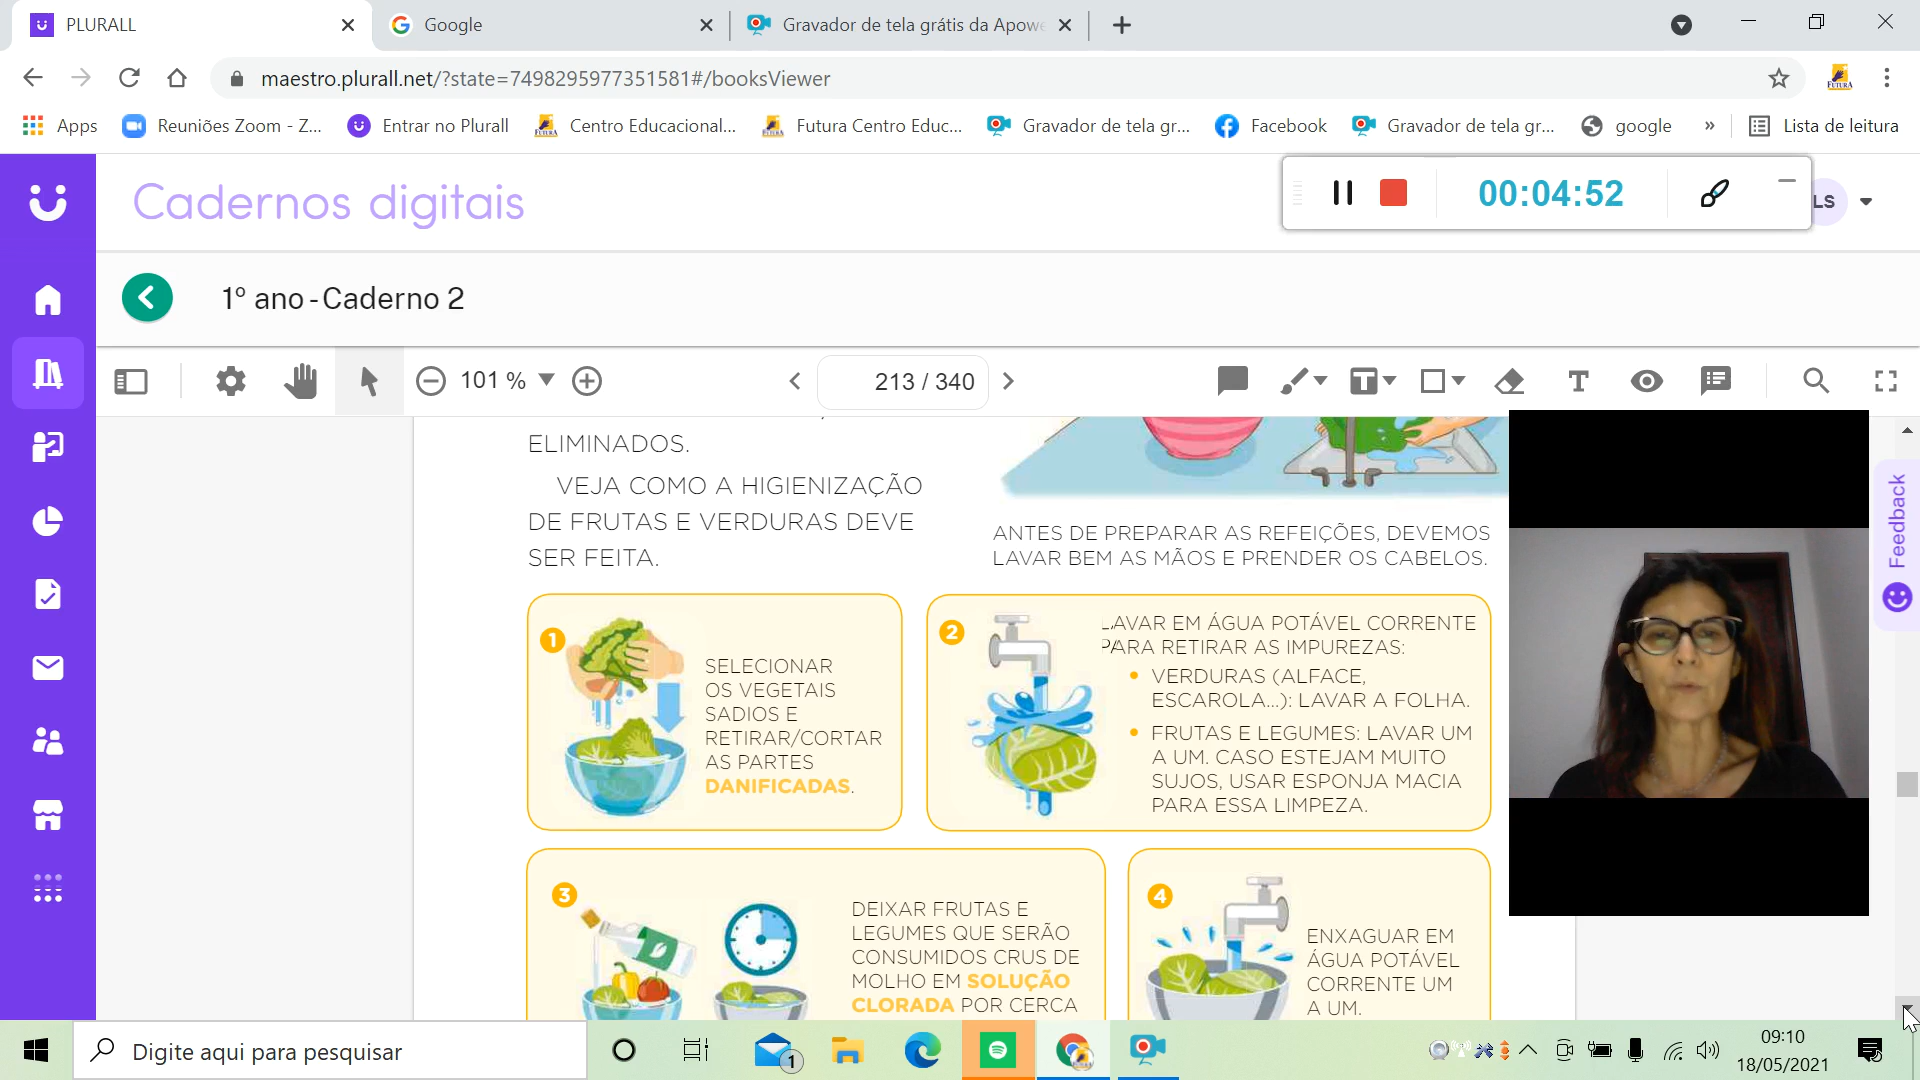 PLURALL
Google
Gravador de tela grátis da Apowe
maestro.plurall.net/?state=7498295977351581#/booksViewer
FUTURA
Apps
Reuniões Zoom - Z...
Entrar no Plurall
Centro Educacional...
Futura Centro Educ...
Gravador de tela gr...
Facebook
Gravador de tela gr...
google
»
Lista de leitura
Cadernos digitais
00:04:52
LS
1º ano - Caderno 2
101 %
213 / 340
Feedback
ELIMINADOS.
VEJA COMO A HIGIENIZAÇÃO
DE FRUTAS E VERDURAS DEVE
SER FEITA.
ANTES DE PREPARAR AS REFEIÇÕES, DEVEMOS
LAVAR BEM AS MÃOS E PRENDER OS CABELOS.
1
SELECIONAR
OS VEGETAIS
SADIOS E
RETIRAR/CORTAR
AS PARTES
DANIFICADAS.
2
LAVAR EM ÁGUA POTÁVEL CORRENTE
PARA RETIRAR AS IMPUREZAS:
• VERDURAS (ALFACE,
ESCAROLA...): LAVAR A FOLHA.
• FRUTAS E LEGUMES: LAVAR UM
A UM. CASO ESTEJAM MUITO
SUJOS, USAR ESPONJA MACIA
PARA ESSA LIMPEZA.
3
DEIXAR FRUTAS E
LEGUMES QUE SERÃO
CONSUMIDOS CRUS DE
MOLHO EM SOLUÇÃO
CLORADA POR CERCA
4
ENXAGUAR EM
ÁGUA POTÁVEL
CORRENTE UM
A UM.
Digite aqui para pesquisar
1
09:10
18/05/2021